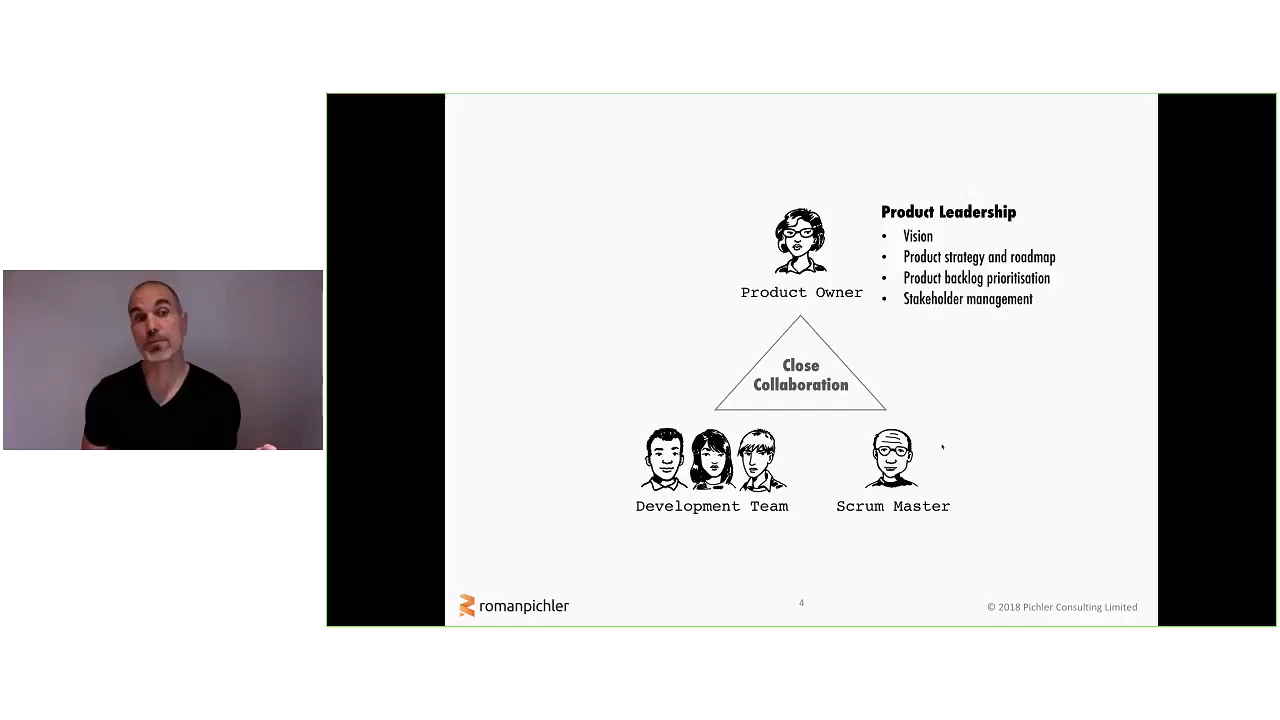 Product Leadership
• Vision
• Product strategy and roadmap
• Product backlog prioritisation
• Stakeholder management
Product Owner
Close
Collaboration
Development Team
Scrum Master
romanpichler
4
© 2018 Pichler Consulting Limited